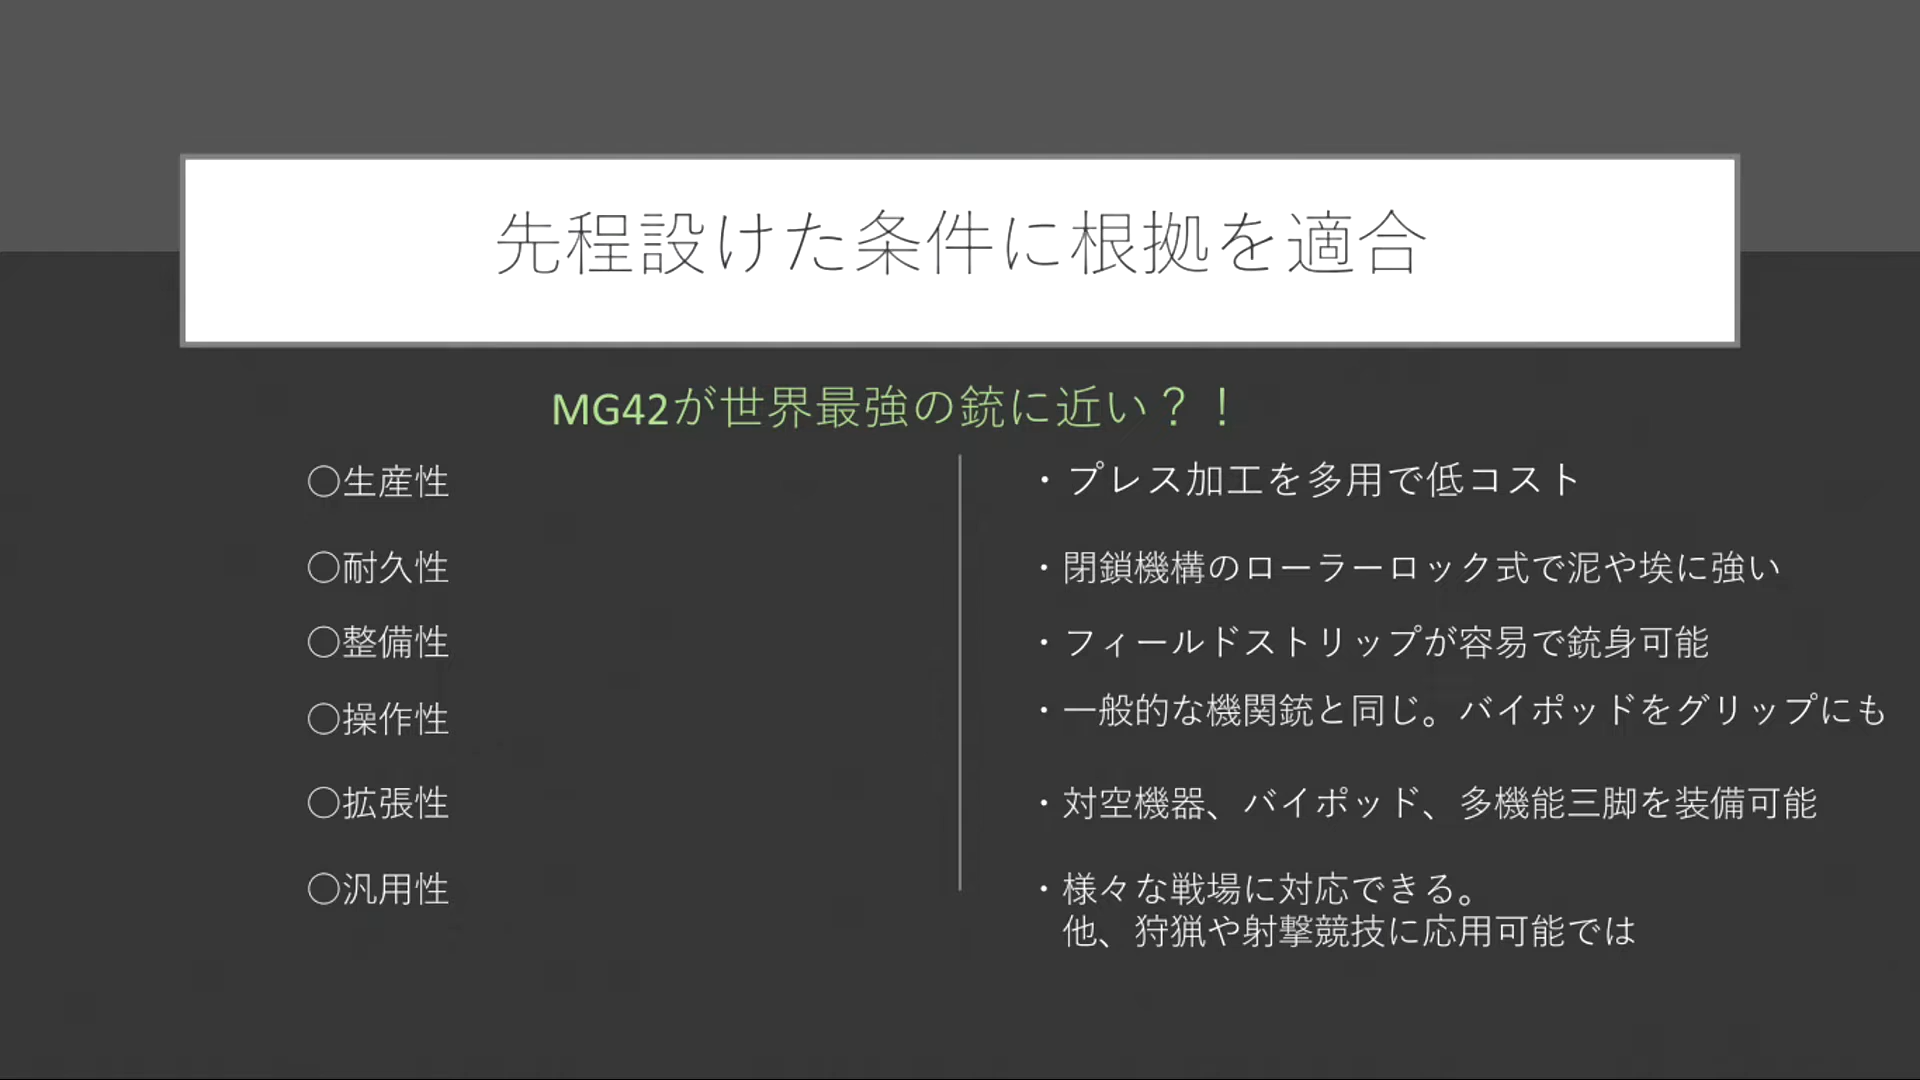 先程設けた条件に根拠を適合
MG42が世界最強の銃に近い？！
○生産性
・プレス加工を多用で低コスト
○耐久性
・閉鎖機構のローラーロック式で泥や埃に強い
○整備性
・フィールドストリップが容易で銃身可能
○操作性
・一般的な機関銃と同じ。バイポッドをグリップにも
○拡張性
・対空機器、バイポッド、多機能三脚を装備可能
○汎用性
・様々な戦場に対応できる。
他、狩猟や射撃競技に応用可能では